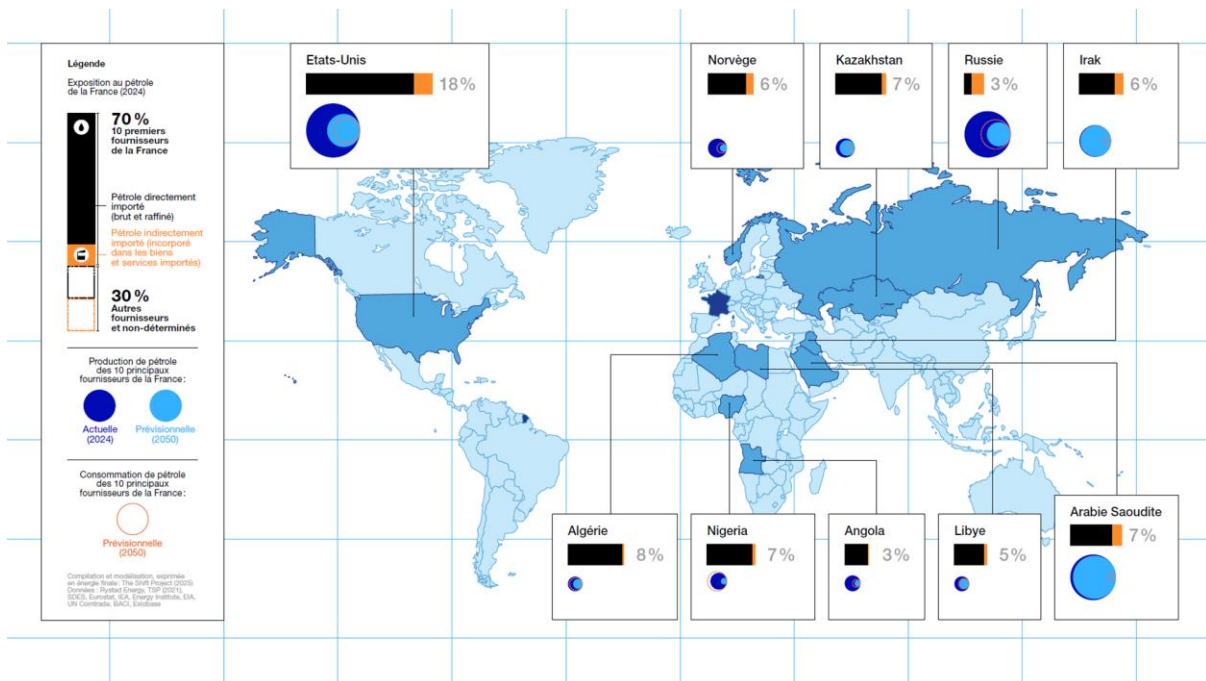 Légende
Exposition au pétrole
de la France (2024)
70 %
10 premiers
fournisseurs
de la France
Pétrole directement
importé
(brut et raffiné)
Pétrole indirectement
importé (incorporé
dans les biens
et services importés)
30 %
Autres
fournisseurs
et non-déterminés
Production de pétrole
des 10 principaux
fournisseurs de la France :
Actuelle
(2024)
Prévisionnelle
(2050)
Consommation de pétrole
des 10 principaux
fournisseurs de la France :
Prévisionnelle
(2050)
Compilation et modélisation, exprimée
en énergie finale : The Shift Project (2025)
Données : Rystad Energy, TSP (2021),
SDES, Eurostat, IEA, Energy Institute, EIA,
UN Comtrade, BACI, Exiobase
Etats-Unis
18 %
Norvège
6 %
Kazakhstan
7 %
Russie
3 %
Irak
6 %
Algérie
8 %
Nigeria
7 %
Angola
3 %
Libye
5 %
Arabie Saoudite
7 %